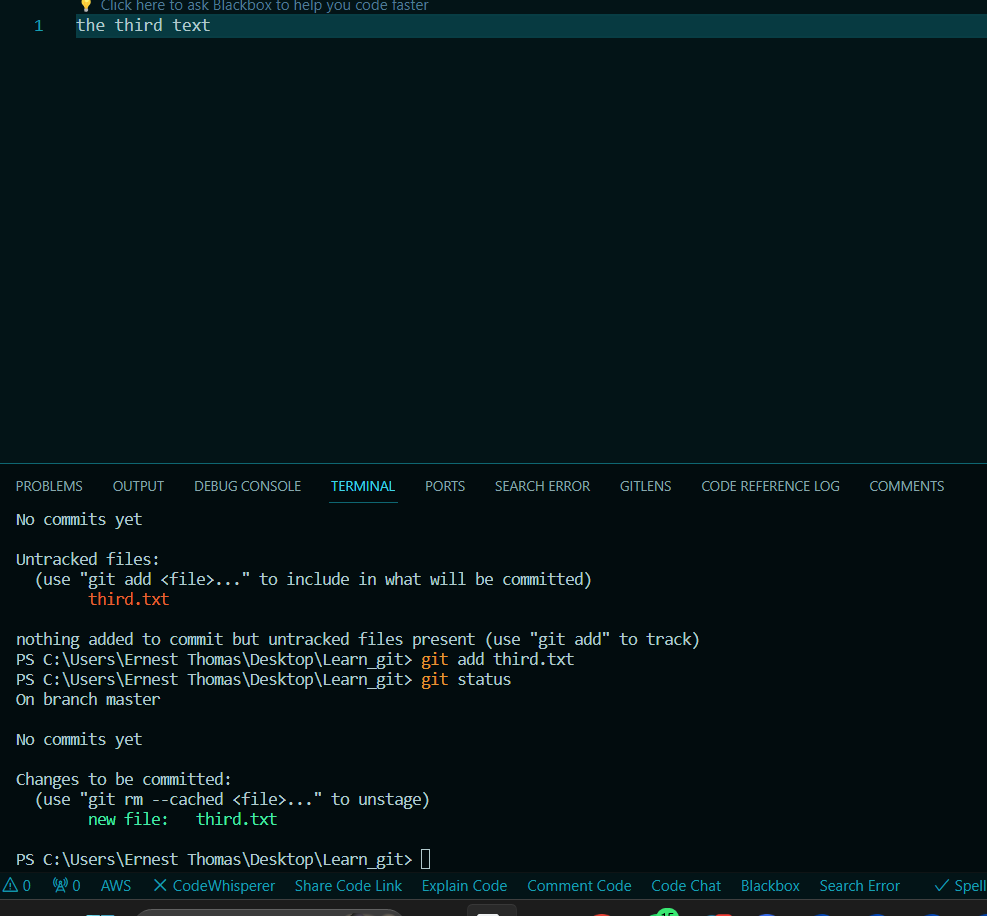 Click here to ask Blackbox to help you code faster
1 the third text
PROBLEMS OUTPUT DEBUG CONSOLE TERMINAL PORTS SEARCH ERROR GITLENS CODE REFERENCE LOG COMMENTS
No commits yet
Untracked files:
(use "git add <file>..." to include in what will be committed)
third.txt
nothing added to commit but untracked files present (use "git add" to track)
PS C:\Users\Ernest Thomas\Desktop\Learn_git> git add third.txt
PS C:\Users\Ernest Thomas\Desktop\Learn_git> git status
On branch master
No commits yet
Changes to be committed:
(use "git rm --cached <file>..." to unstage)
new file: third.txt
PS C:\Users\Ernest Thomas\Desktop\Learn_git>
0 0 AWS CodeWhisperer Share Code Link Explain Code Comment Code Code Chat Blackbox Search Error Spell